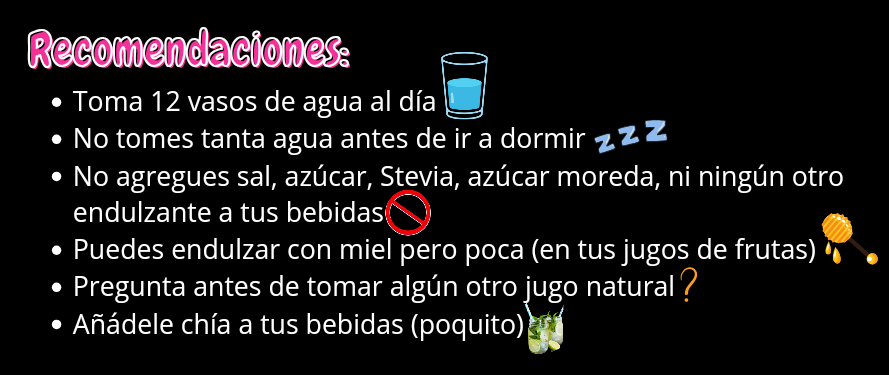 Recomendaciones:
• Toma 12 vasos de agua al día
• No tomes tanta agua antes de ir a dormir zzz
• No agregues sal, azúcar, Stevia, azúcar moreda, ni ningún otro
endulzante a tus bebidas
• Puedes endulzar con miel pero poca (en tus jugos de frutas)
• Pregunta antes de tomar algún otro jugo natural?
• Añádele chía a tus bebidas (poquito)